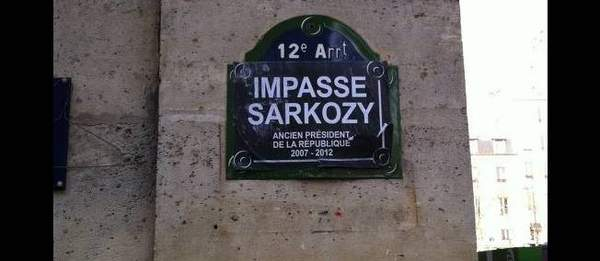 12e Arrt
IMPASSE
SARKOZY
ANCIEN PRÉSIDENT
DE LA RÉPUBLIQUE
2007 - 2012